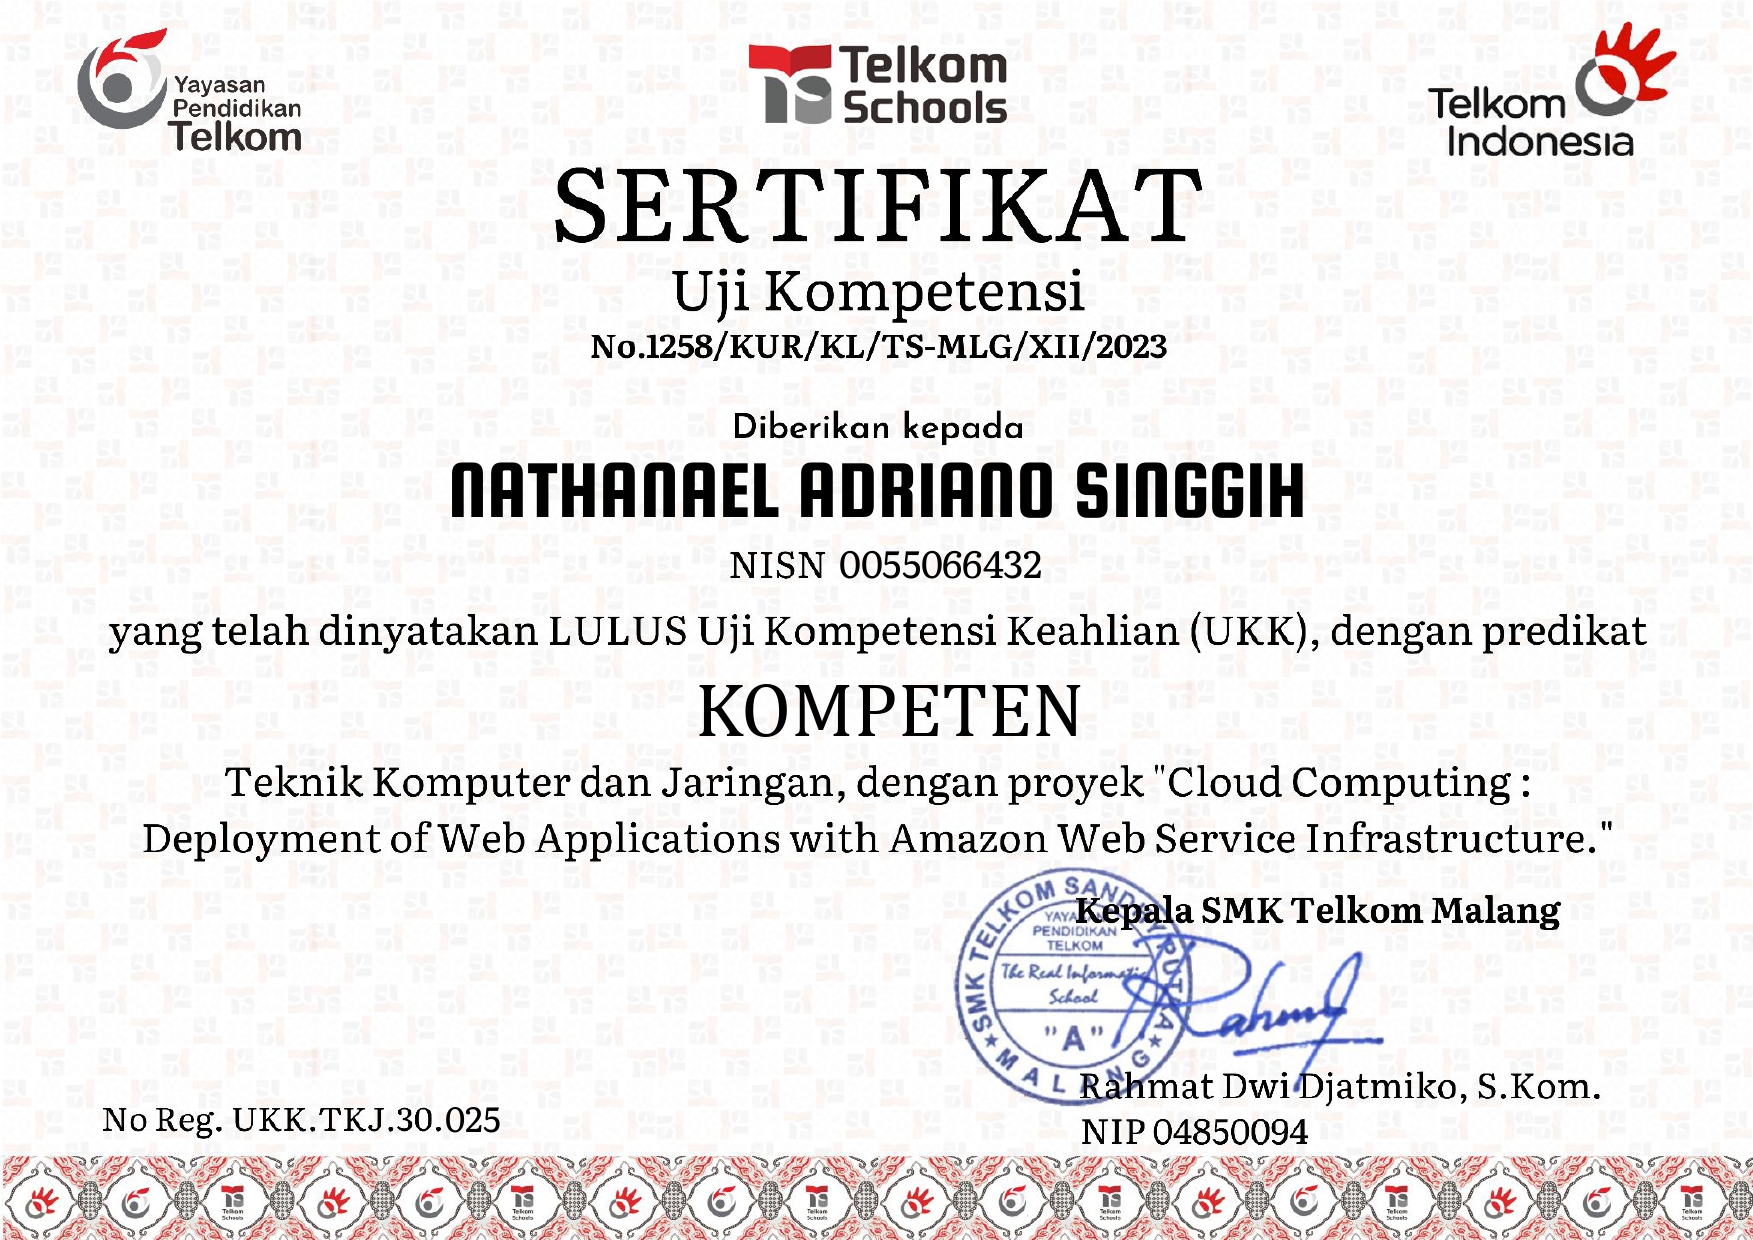 Yayasan
Pendidikan
Telkom
Telkom
Schools
Telkom
Indonesia
SERTIFIKAT
Uji Kompetensi
No.1258/KUR/KL/TS-MLG/XII/2023
Diberikan kepada
NATHANAEL ADRIANO SINGGIH
NISN 0055066432
yang telah dinyatakan LULUS Uji Kompetensi Keahlian (UKK), dengan predikat
KOMPETEN
Teknik Komputer dan Jaringan, dengan proyek "Cloud Computing :
Deployment of Web Applications with Amazon Web Service Infrastructure."
Kepala SMK Telkom Malang
SMK TELKOM SANDHY PUTRA
YAYASAN
PENDIDIKAN
TELKOM
The Real Informatic
School
"A"
MALANG
Rahmat Dwi Djatmiko, S.Kom.
NIP 04850094
No Reg. UKK.TKJ.30.025